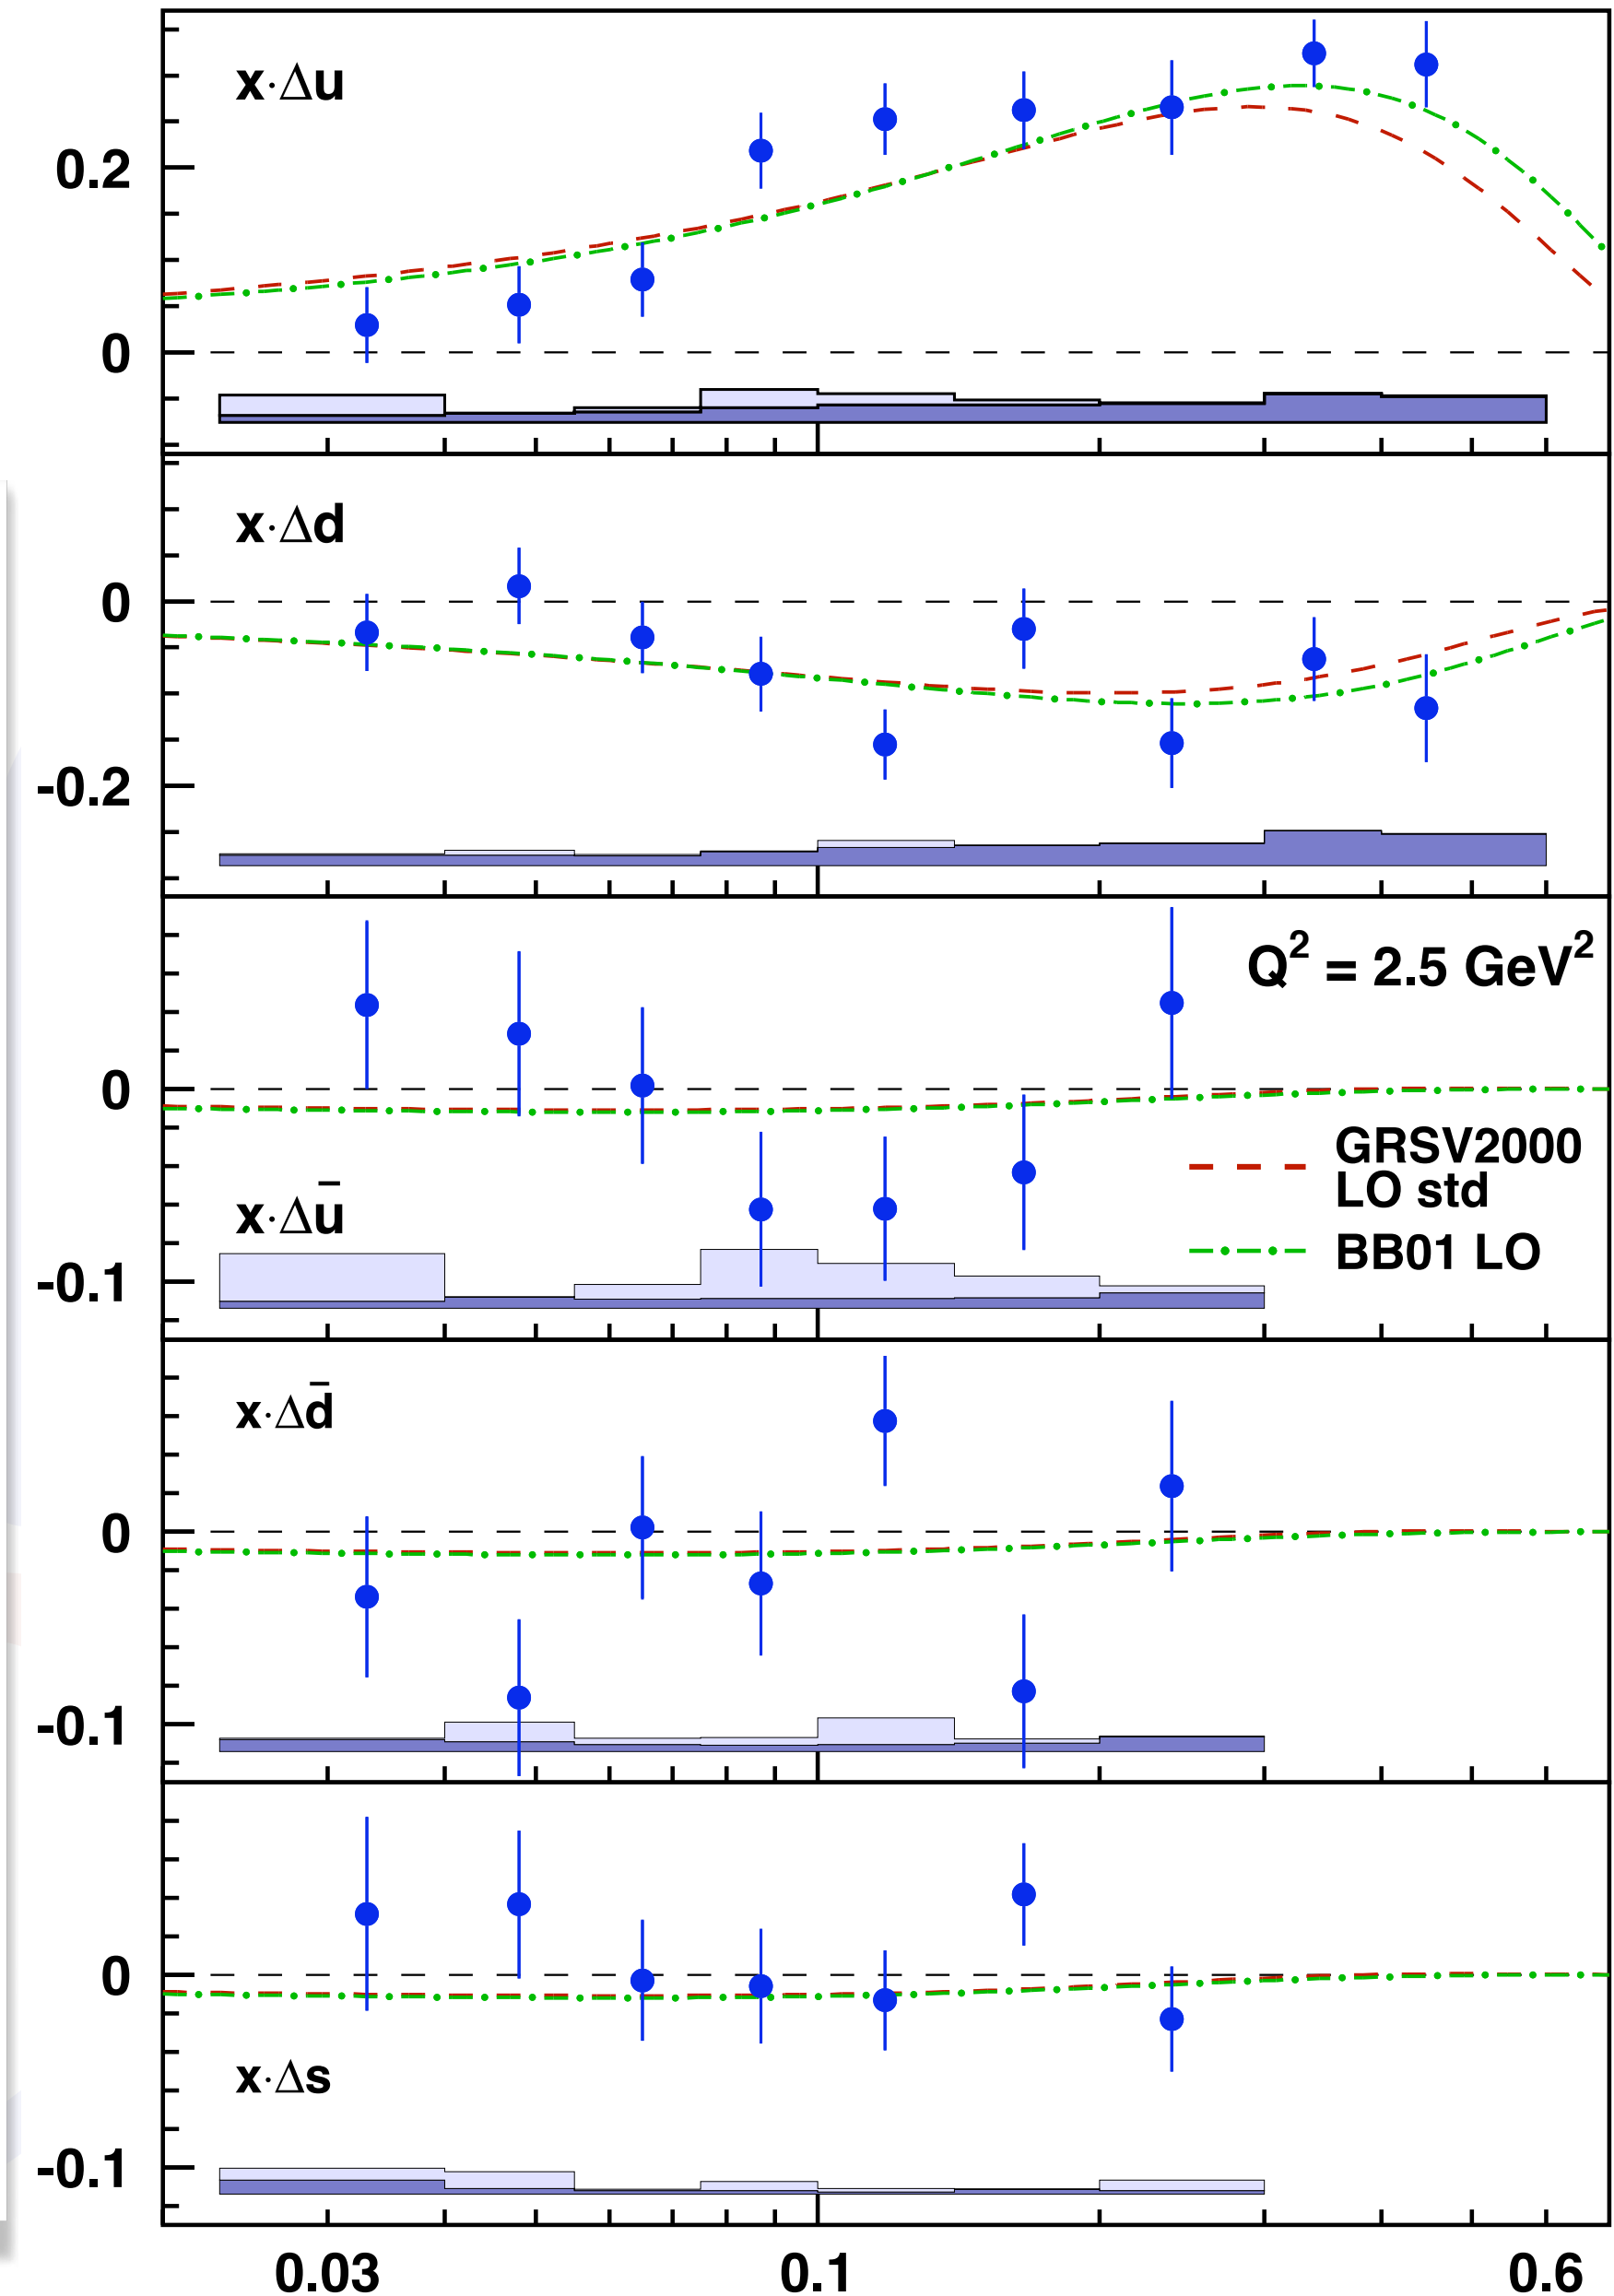 x·Δu
0.2
0
x·Δd
0
-0.2
Q² = 2.5 GeV²
0
GRSV2000
LO std
x·Δū
BB01 LO
-0.1
x·Δd̄
0
-0.1
0
x·Δs
-0.1
0.03 0.1 0.6